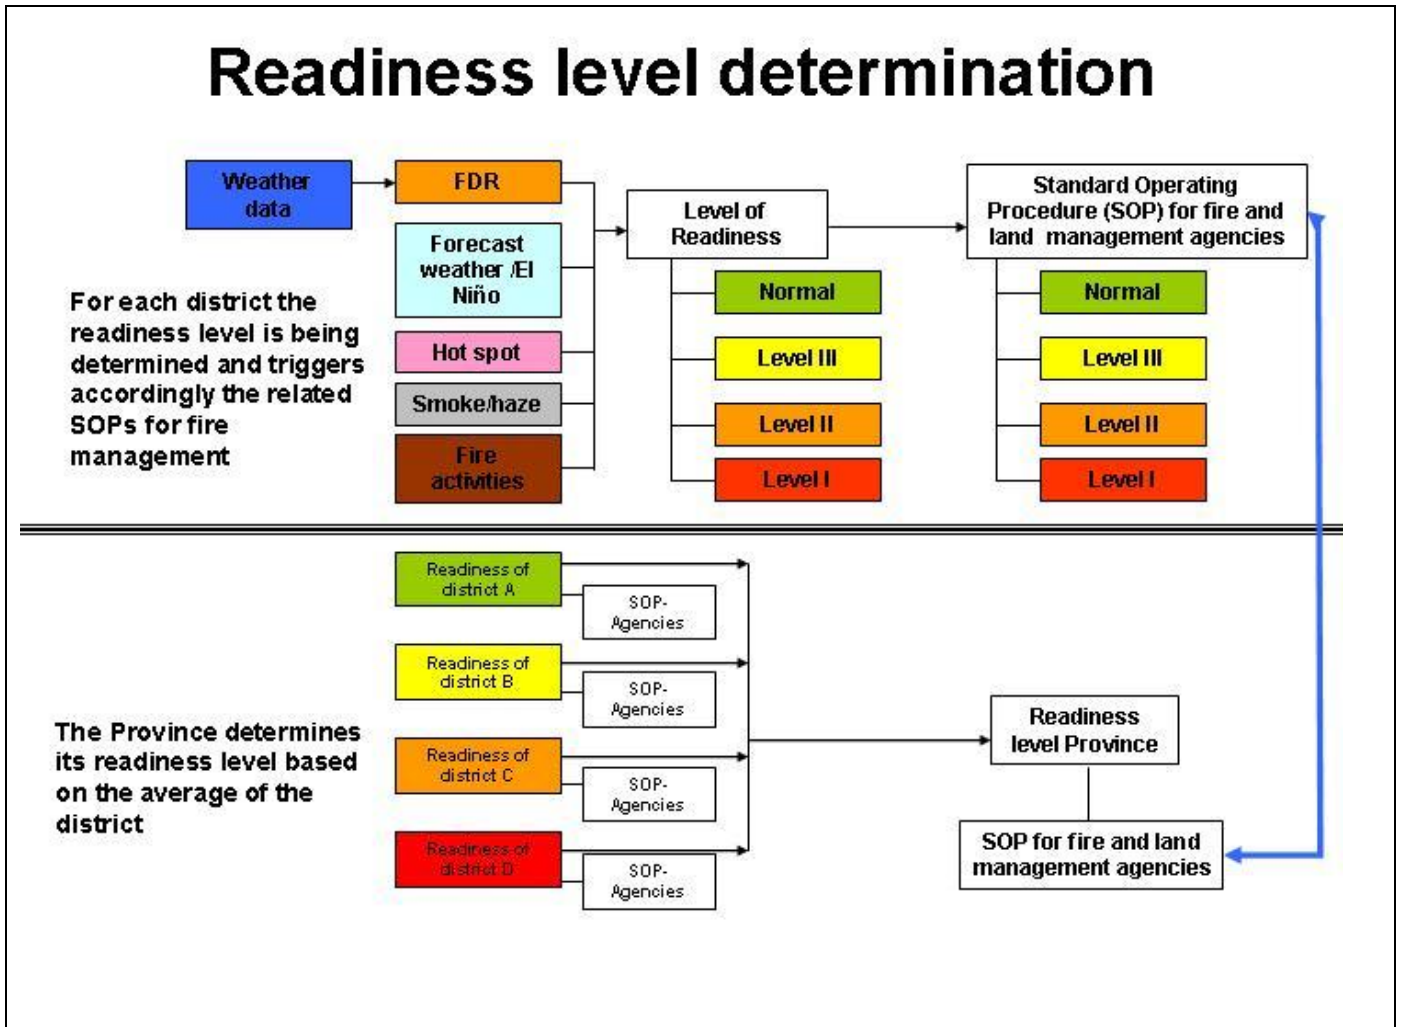 Readiness level determination
Weather
data
FDR
Forecast
weather /El
Niño
Hot spot
Smoke/haze
Fire
activities
For each district the
readiness level is being
determined and triggers
accordingly the related
SOPs for fire
management
Level of
Readiness
Normal
Level III
Level II
Level I
Standard Operating
Procedure (SOP) for fire and
land management agencies
Normal
Level III
Level II
Level I
Readiness of
district A
SOP-
Agencies
Readiness of
district B
SOP-
Agencies
Readiness of
district C
SOP-
Agencies
Readiness of
district D
SOP-
Agencies
The Province determines
its readiness level based
on the average of the
district
Readiness
level Province
SOP for fire and land
management agencies